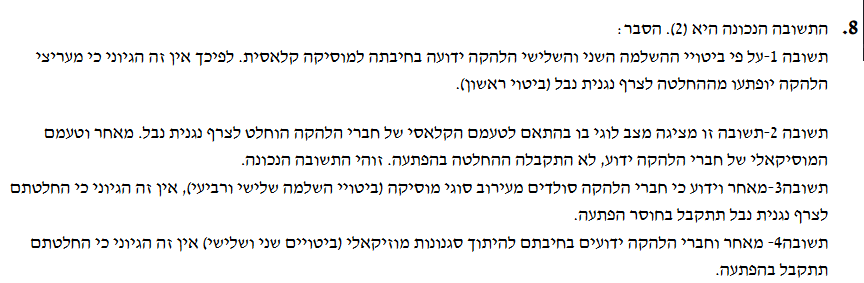 8. התשובה הנכונה היא (2). הסבר:
תשובה 1-על פי ביטויי ההשלמה השני והשלישי הלהקה ידועה בחיבתה למוסיקה קלאסית. לפיכך אין זה הגיוני כי מעריצי
הלהקה יופתעו מההחלטה לצרף נגנית נבל (ביטוי ראשון).
תשובה 2-תשובה זו מציגה מצב לוגי בו בהתאם לטעמם הקלאסי של חברי הלהקה הוחלט לצרף נגנית נבל. מאחר וטעמם
המוסיקאלי של חברי הלהקה ידוע, לא התקבלה ההחלטה בהפתעה. זוהי התשובה הנכונה.
תשובה3-מאחר וידוע כי חברי הלהקה סולדים מעירוב סוגי מוסיקה (ביטויי השלמה שלישי ורביעי), אין זה הגיוני כי החלטתם
לצרף נגנית נבל תתקבל בחוסר הפתעה.
תשובה4- מאחר וחברי הלהקה ידועים בחיבתם להיתוך סגנונות מוזיקאלי (ביטויים שני ושלישי) אין זה הגיוני כי החלטתם
תתקבל בהפתעה.